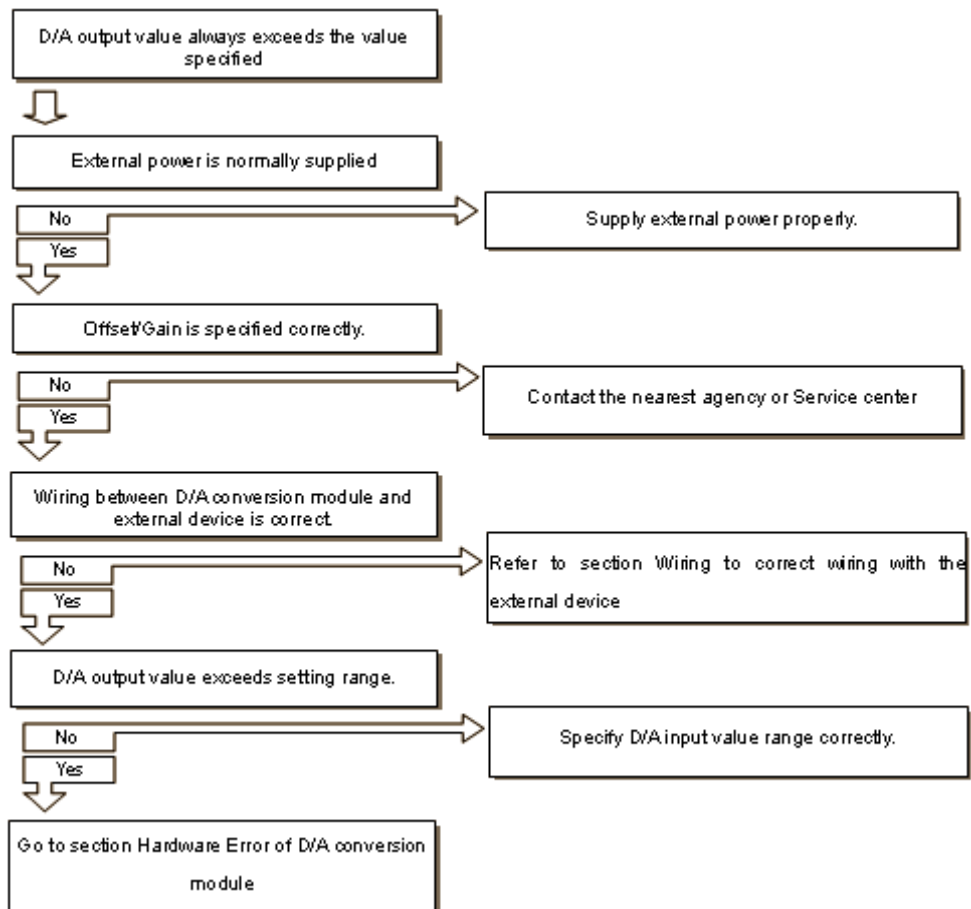 D/A output value always exceeds the value
specified
External power is normally supplied
No
Supply external power properly.
Yes
Offset/Gain is specified correctly.
No
Contact the nearest agency or Service center
Yes
Wiring between D/A conversion module and
external device is correct.
No
Refer to section Wiring to correct wiring with the
external device
Yes
D/A output value exceeds setting range.
No
Specify D/A input value range correctly.
Yes
Go to section Hardware Error of D/A conversion
module